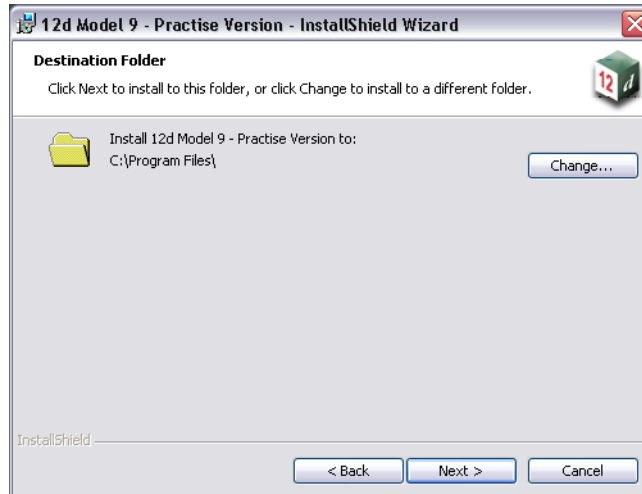 12d Model 9 - Practise Version - InstallShield Wizard
Destination Folder
Click Next to install to this folder, or click Change to install to a different folder.
12 d
Install 12d Model 9 - Practise Version to:
C:\Program Files\
Change...
InstallShield
< Back
Next >
Cancel